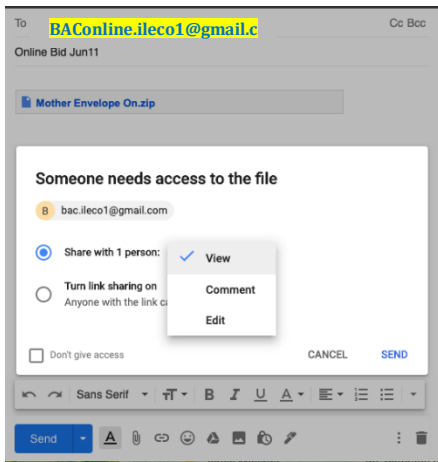 To BAConline.ileco1@gmail.c Cc Bcc
Online Bid Jun11
Mother Envelope On.zip
Someone needs access to the file
B bac.ileco1@gmail.com
Share with 1 person:
View
Turn link sharing on
Comment
Anyone with the link
Edit
Don't give access CANCEL SEND
Sans Serif B I U A
Send A